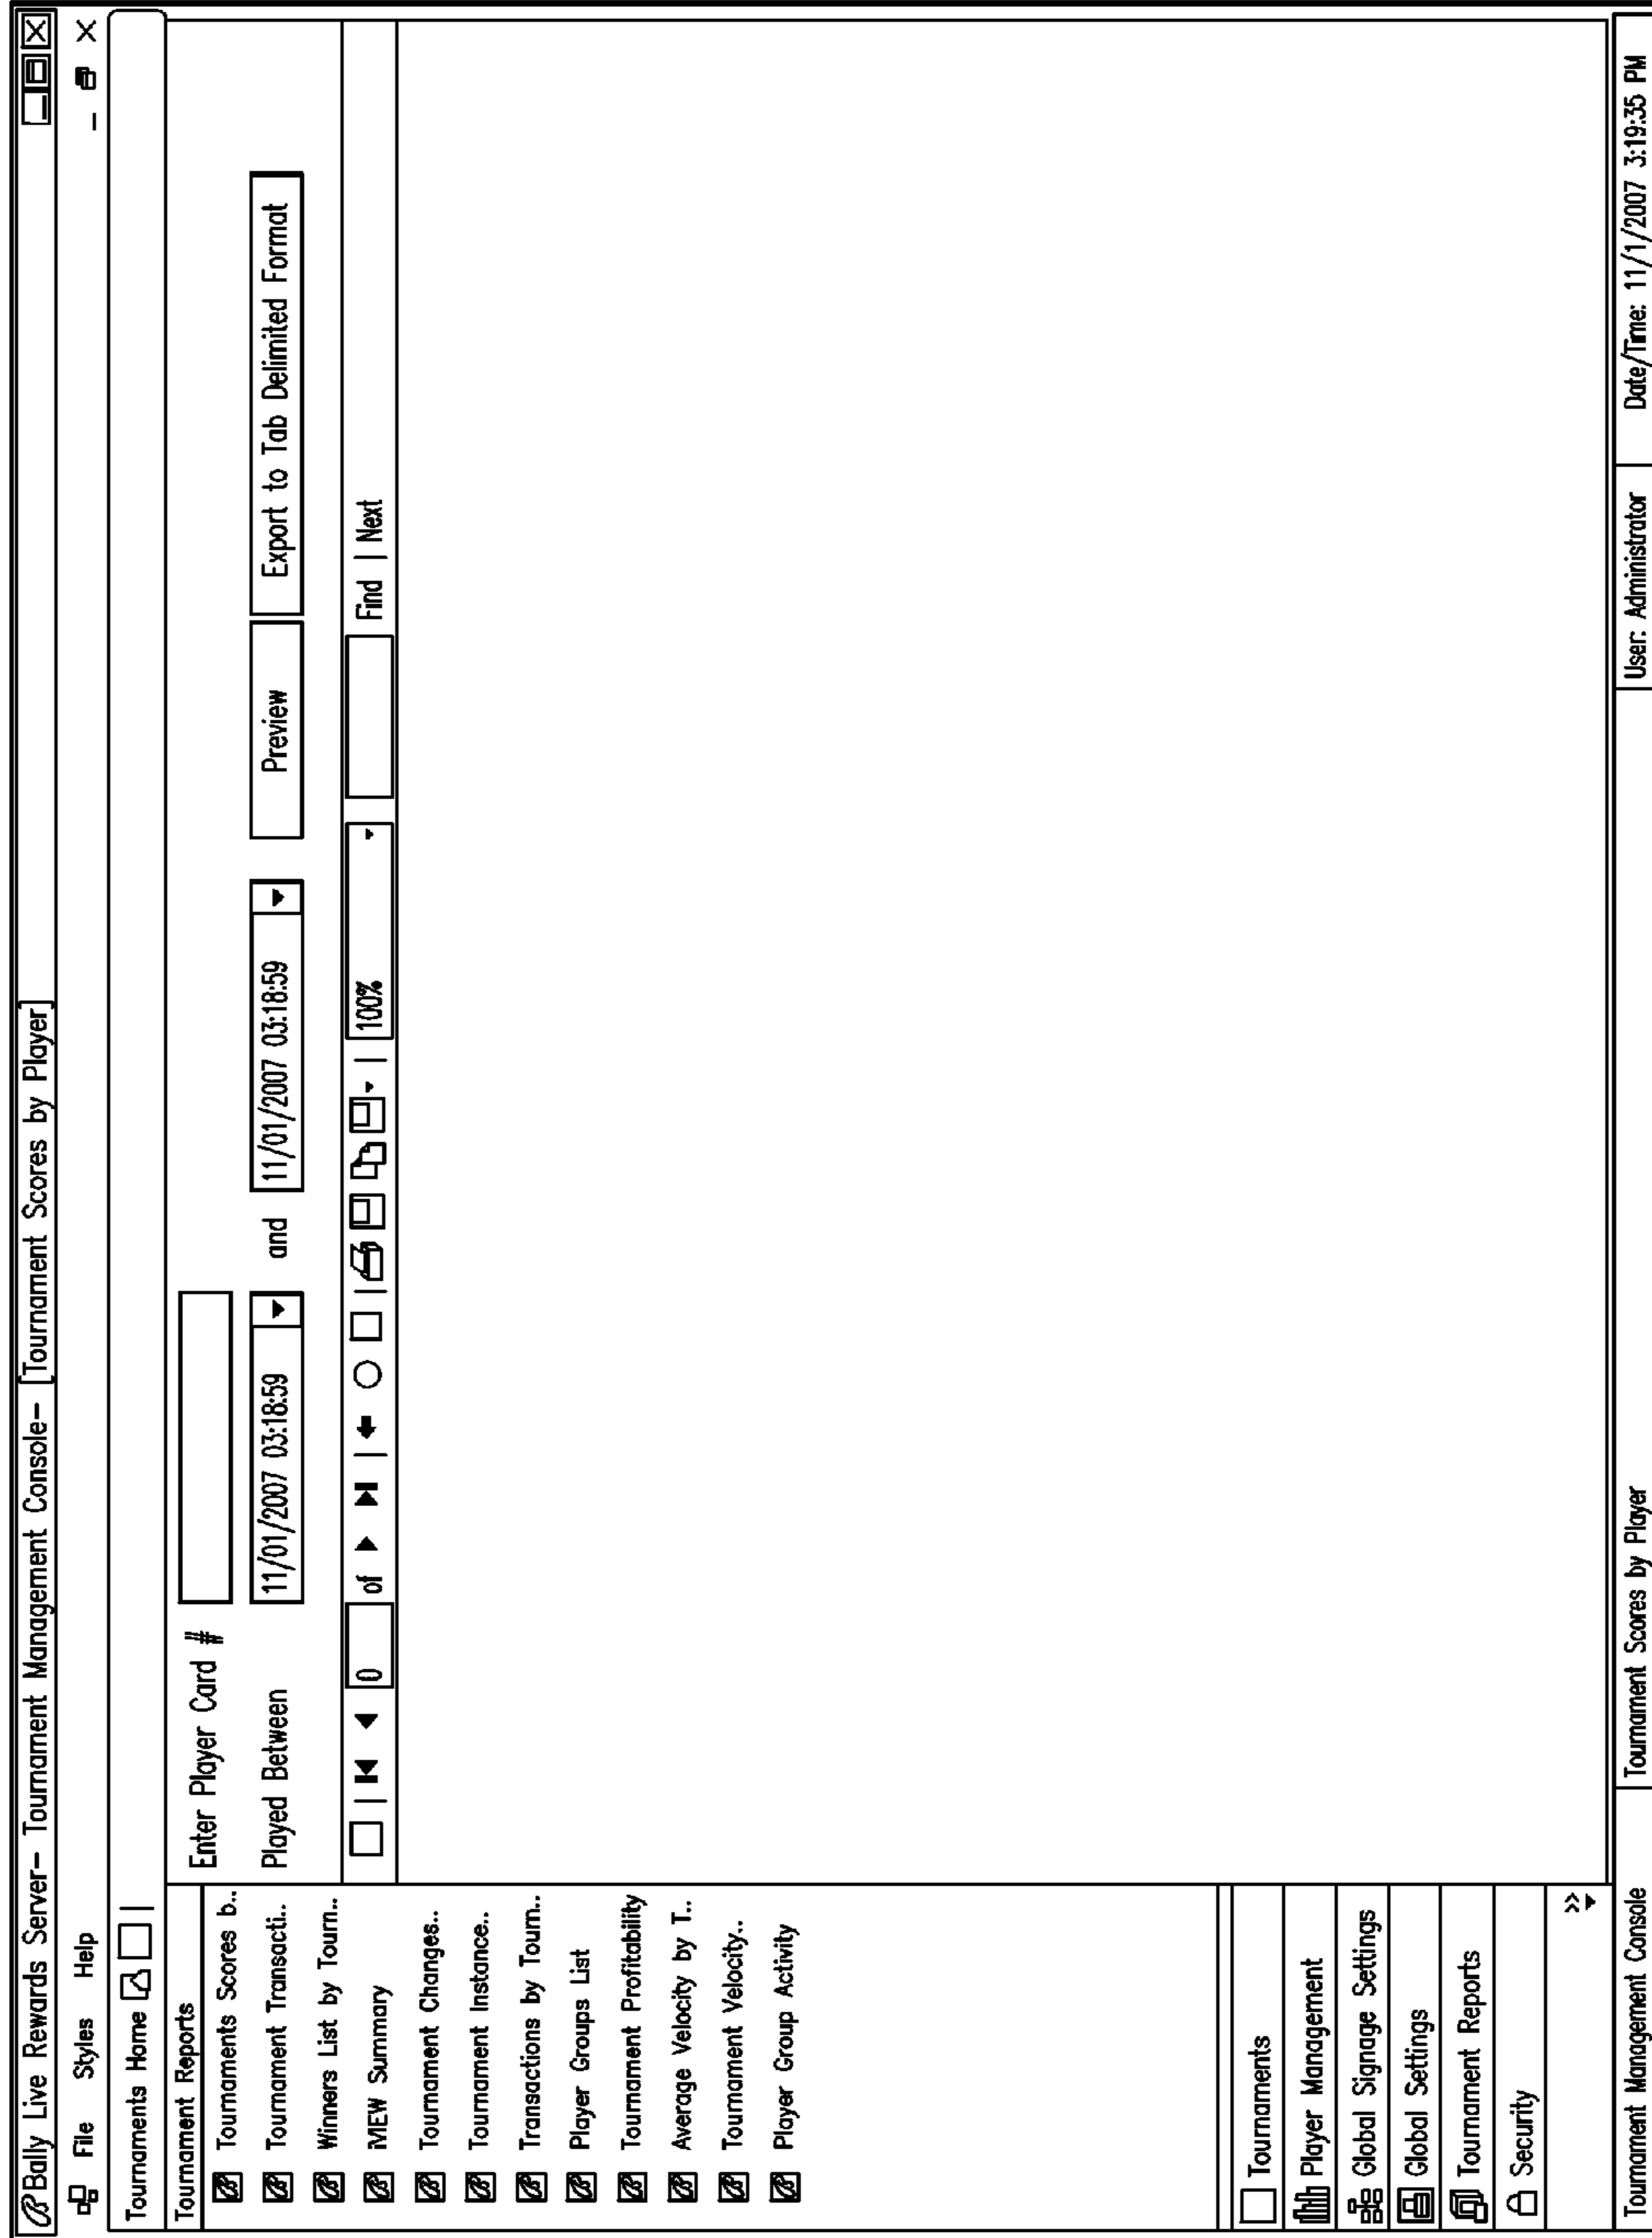 Bally Live Rewards Server- Tournament Management Console- [Tournament Scores by Player]
File Styles Help
Tournaments Home
Tournament Reports
Tournaments Scores b..
Tournament Transacti..
Winners List by Tourn..
iMEW Summary
Tournament Changes..
Tournament Instance..
Transactions by Tourn..
Player Groups List
Tournament Profitability
Average Velocity by T..
Tournament Velocity..
Player Group Activity
Tournaments
Player Management
Global Signage Settings
Global Settings
Tournament Reports
Security
Enter Player Card #
Played Between 11/01/2007 03:18:59 and 11/01/2007 03:18:59 Preview Export to Tab Delimited Format
0 of 100% Find | Next
Tournament Management Console Tournament Scores by Player User: Administrator Date/Time: 11/1/2007 3:19:35 PM